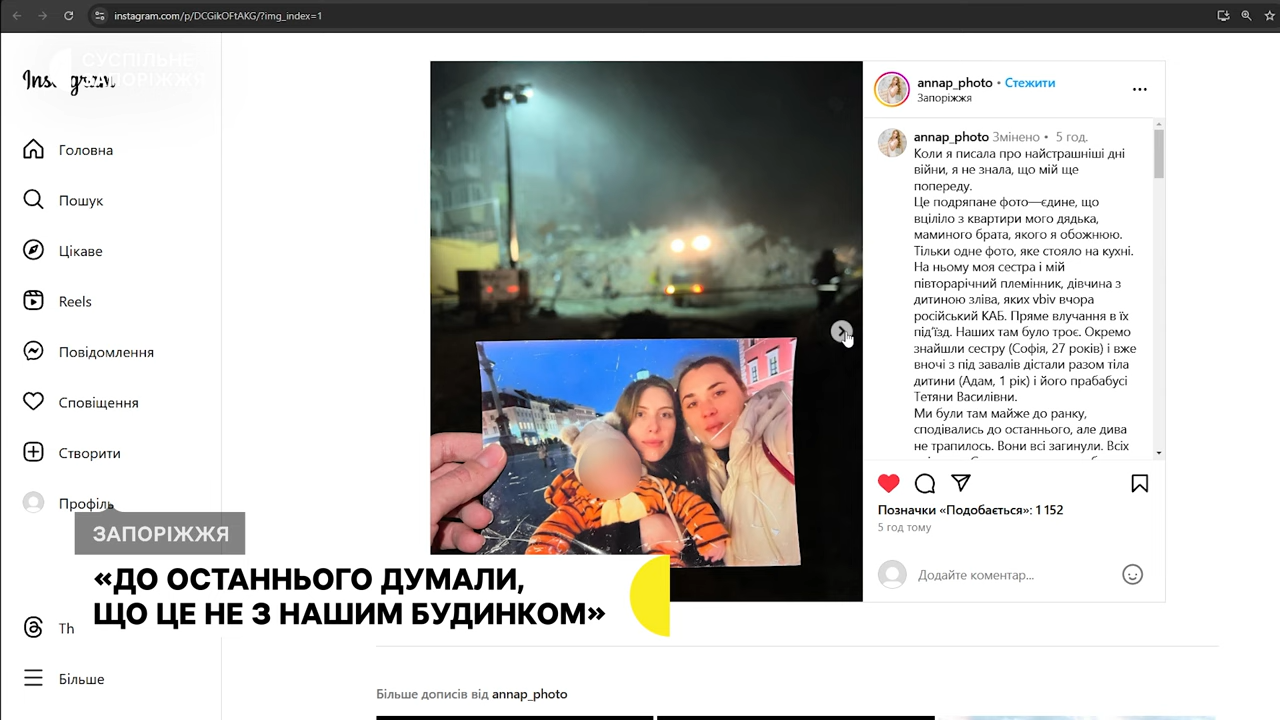 instagram.com/p/DCGikOFtAKG/?img_index=1
СУСПІЛЬНЕ
ЗАПОРІЖЖЯ
Instagram
Головна
Пошук
Цікаве
Reels
Повідомлення
Сповіщення
Створити
Профіль
Th
Більше
annap_photo • Стежити
Запоріжжя
annap_photo Змінено • 5 год.
Коли я писала про найстрашніші дні
війни, я не знала, що мій ще
попереду.
Це подряпане фото—єдине, що
вціліло з квартири мого дядька,
маминого брата, якого я обожнюю.
Тільки одне фото, яке стояло на кухні.
На ньому моя сестра і мій
півторарічний племінник, дівчина з
дитиною зліва, яких vbiv вчора
російський КАБ. Пряме влучання в їх
під’їзд. Наших там було троє. Окремо
знайшли сестру (Софія, 27 років) і вже
вночі з під завалів дістали разом тіла
дитини (Адам, 1 рік) і його прабабусі
Тетяни Василівни.
Ми були там майже до ранку,
сподівались до останнього, але дива
не трапилось. Вони всі загинули. Всіх
Позначки «Подобається»: 1 152
5 год тому
Додайте коментар...
ЗАПОРІЖЖЯ
«ДО ОСТАННЬОГО ДУМАЛИ,
ЩО ЦЕ НЕ З НАШИМ БУДИНКОМ»
Більше дописів від annap_photo